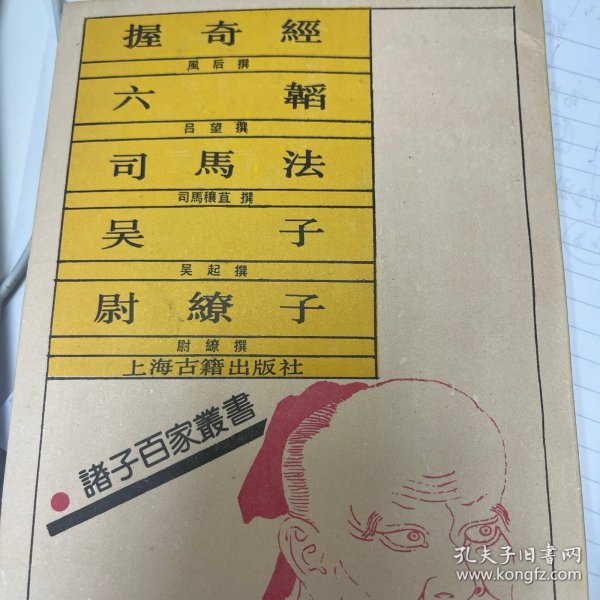 握奇經
風后撰
六韜
呂望撰
司馬法
司馬穰苴撰
吴子
吴起撰
尉繚子
尉繚撰
上海古籍出版社
諸子百家叢書
孔夫子旧书网
www.kongfz.com